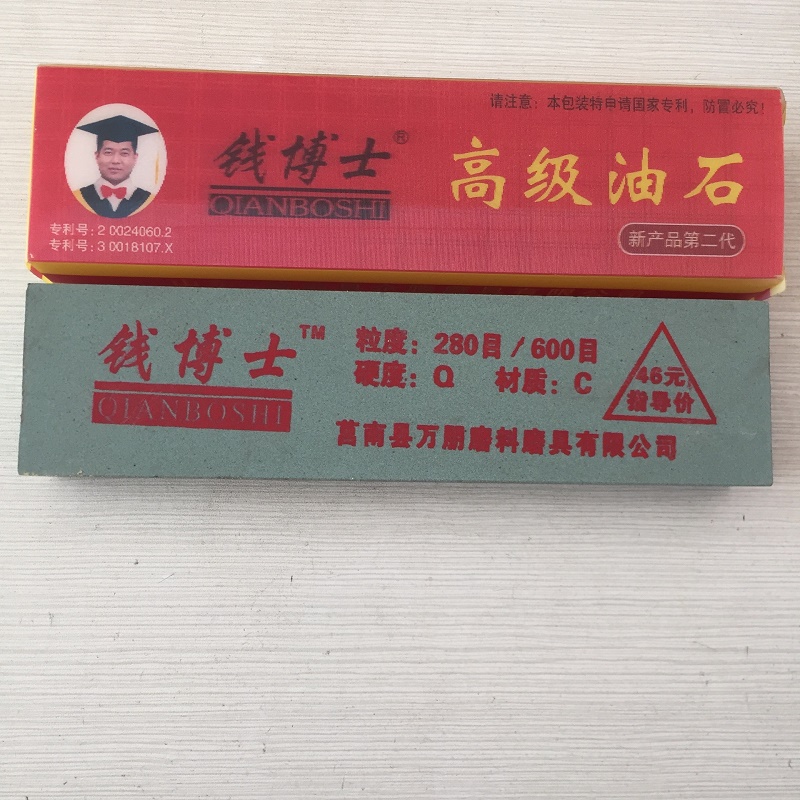 请注意：本包装特申请国家专利，防置必究！
钱博士®
QIANBOSHI
高级油石
专利号：2 0024060.2
专利号：3 0018107.X
新产品第二代
钱博士™
QIANBOSHI
粒度：280目/600目
硬度：Q 材质：C
46元
指导价
莒南县万朋磨料磨具有限公司